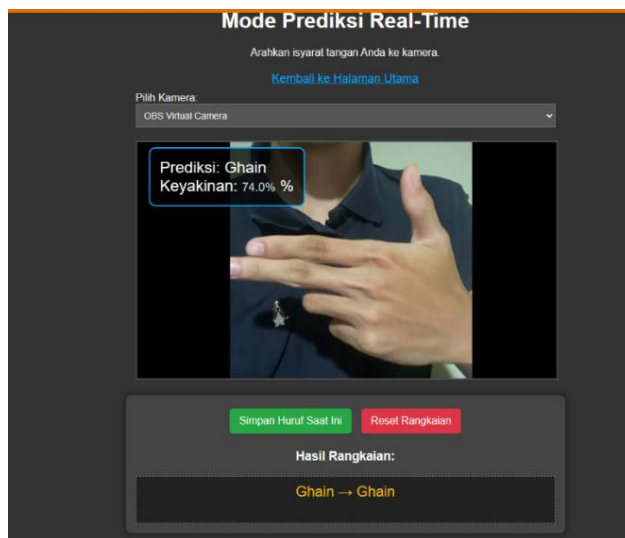 Mode Prediksi Real-Time
Arahkan isyarat tangan Anda ke kamera.
Kembali ke Halaman Utama
Pilih Kamera:
OBS Virtual Camera
Prediksi: Ghain
Keyakinan: 74.0% %
Simpan Huruf Saat Ini
Reset Rangkaian
Hasil Rangkaian:
Ghain → Ghain